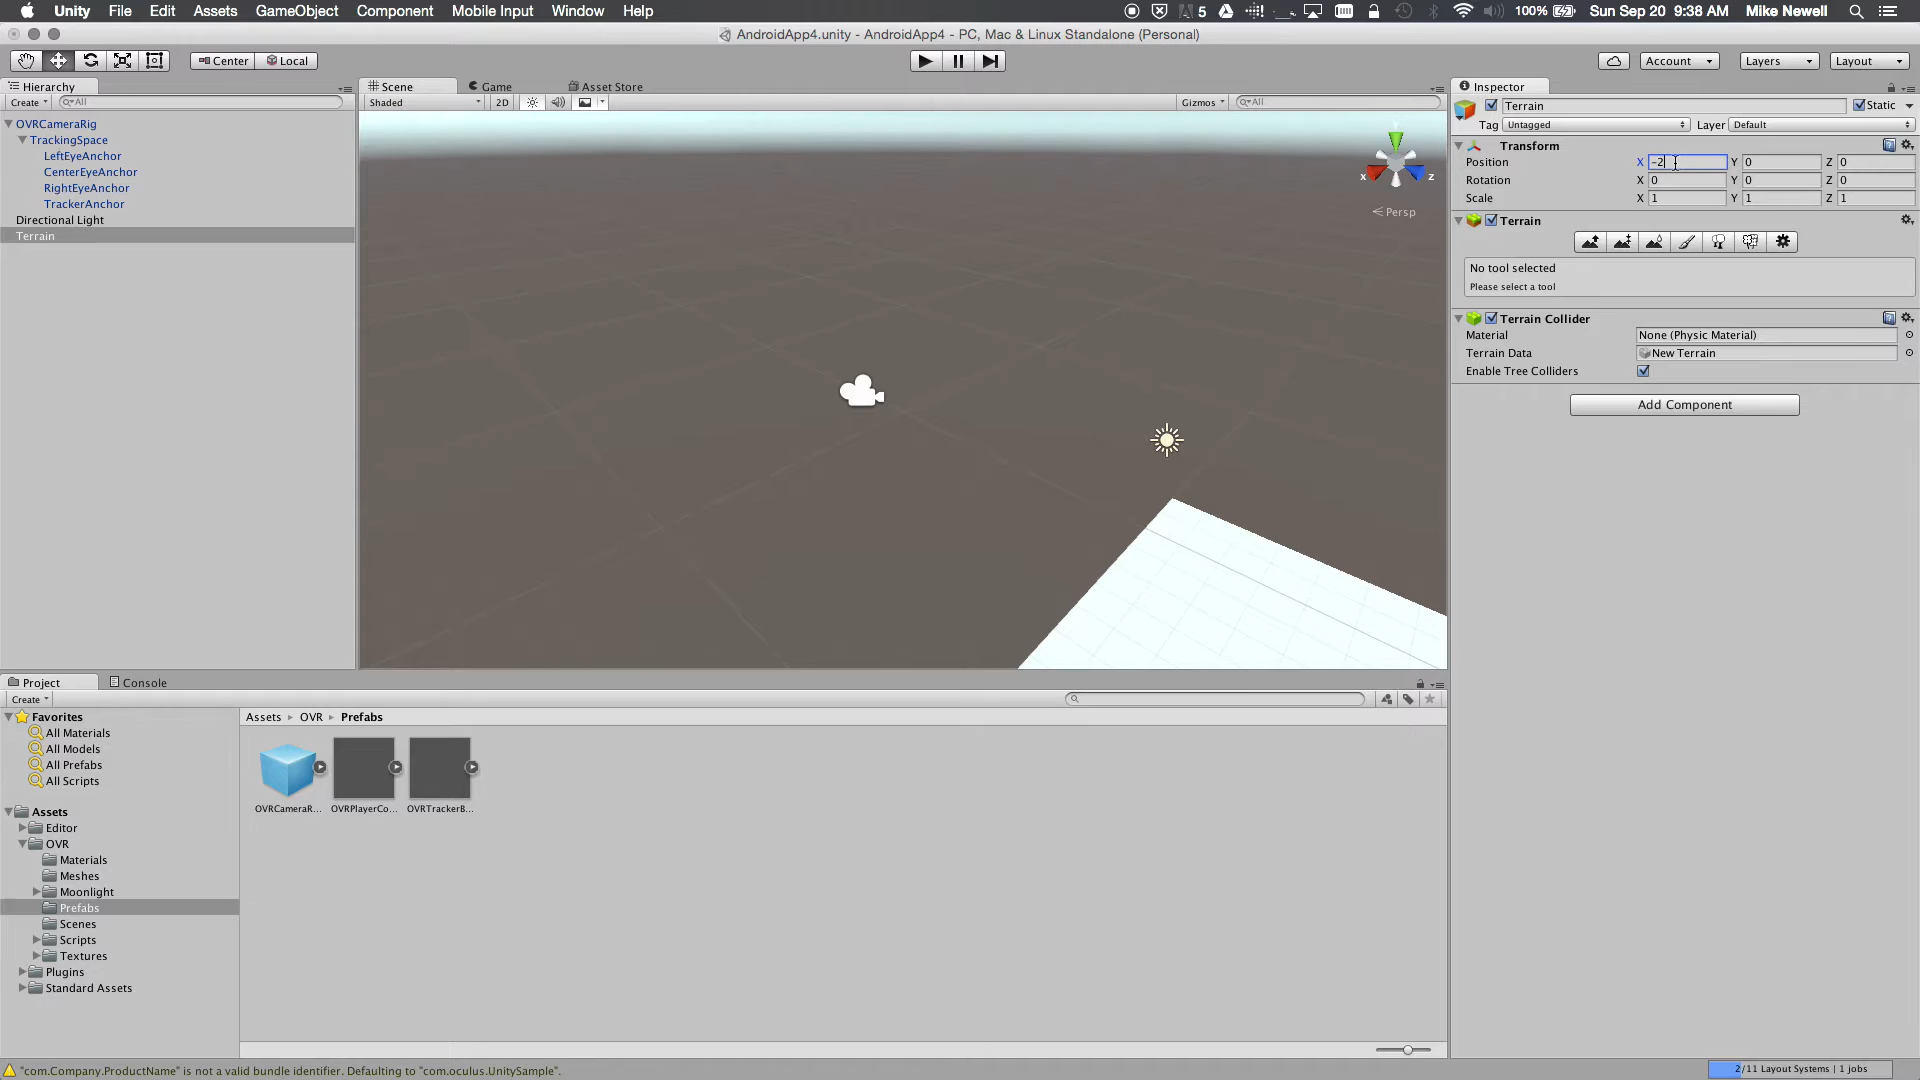 Unity File Edit Assets GameObject Component Mobile Input Window Help 5 100% Sun Sep 20 9:38 AM Mike Newell
AndroidApp4.unity - AndroidApp4 - PC, Mac & Linux Standalone (Personal)
Center Local Account Layers Layout
Hierarchy
Create All
OVRCameraRig
TrackingSpace
LeftEyeAnchor
CenterEyeAnchor
RightEyeAnchor
TrackerAnchor
Directional Light
Terrain
Scene Game Asset Store
Shaded 2D Gizmos All
x z
Persp
Inspector
Terrain Static
Tag Untagged Layer Default
Transform
Position X -2 Y 0 Z 0
Rotation X 0 Y 0 Z 0
Scale X 1 Y 1 Z 1
Terrain
No tool selected
Please select a tool
Terrain Collider
Material None (Physic Material)
Terrain Data New Terrain
Enable Tree Colliders
Add Component
Project Console
Create
Favorites
All Materials
All Models
All Prefabs
All Scripts
Assets
Editor
OVR
Materials
Meshes
Moonlight
Prefabs
Scenes
Scripts
Textures
Plugins
Standard Assets
Assets OVR Prefabs
OVRCameraR... OVRPlayerCo... OVRTrackerB...
"com.Company.ProductName" is not a valid bundle identifier. Defaulting to "com.oculus.UnitySample".
2/11 Layout Systems | 1 jobs